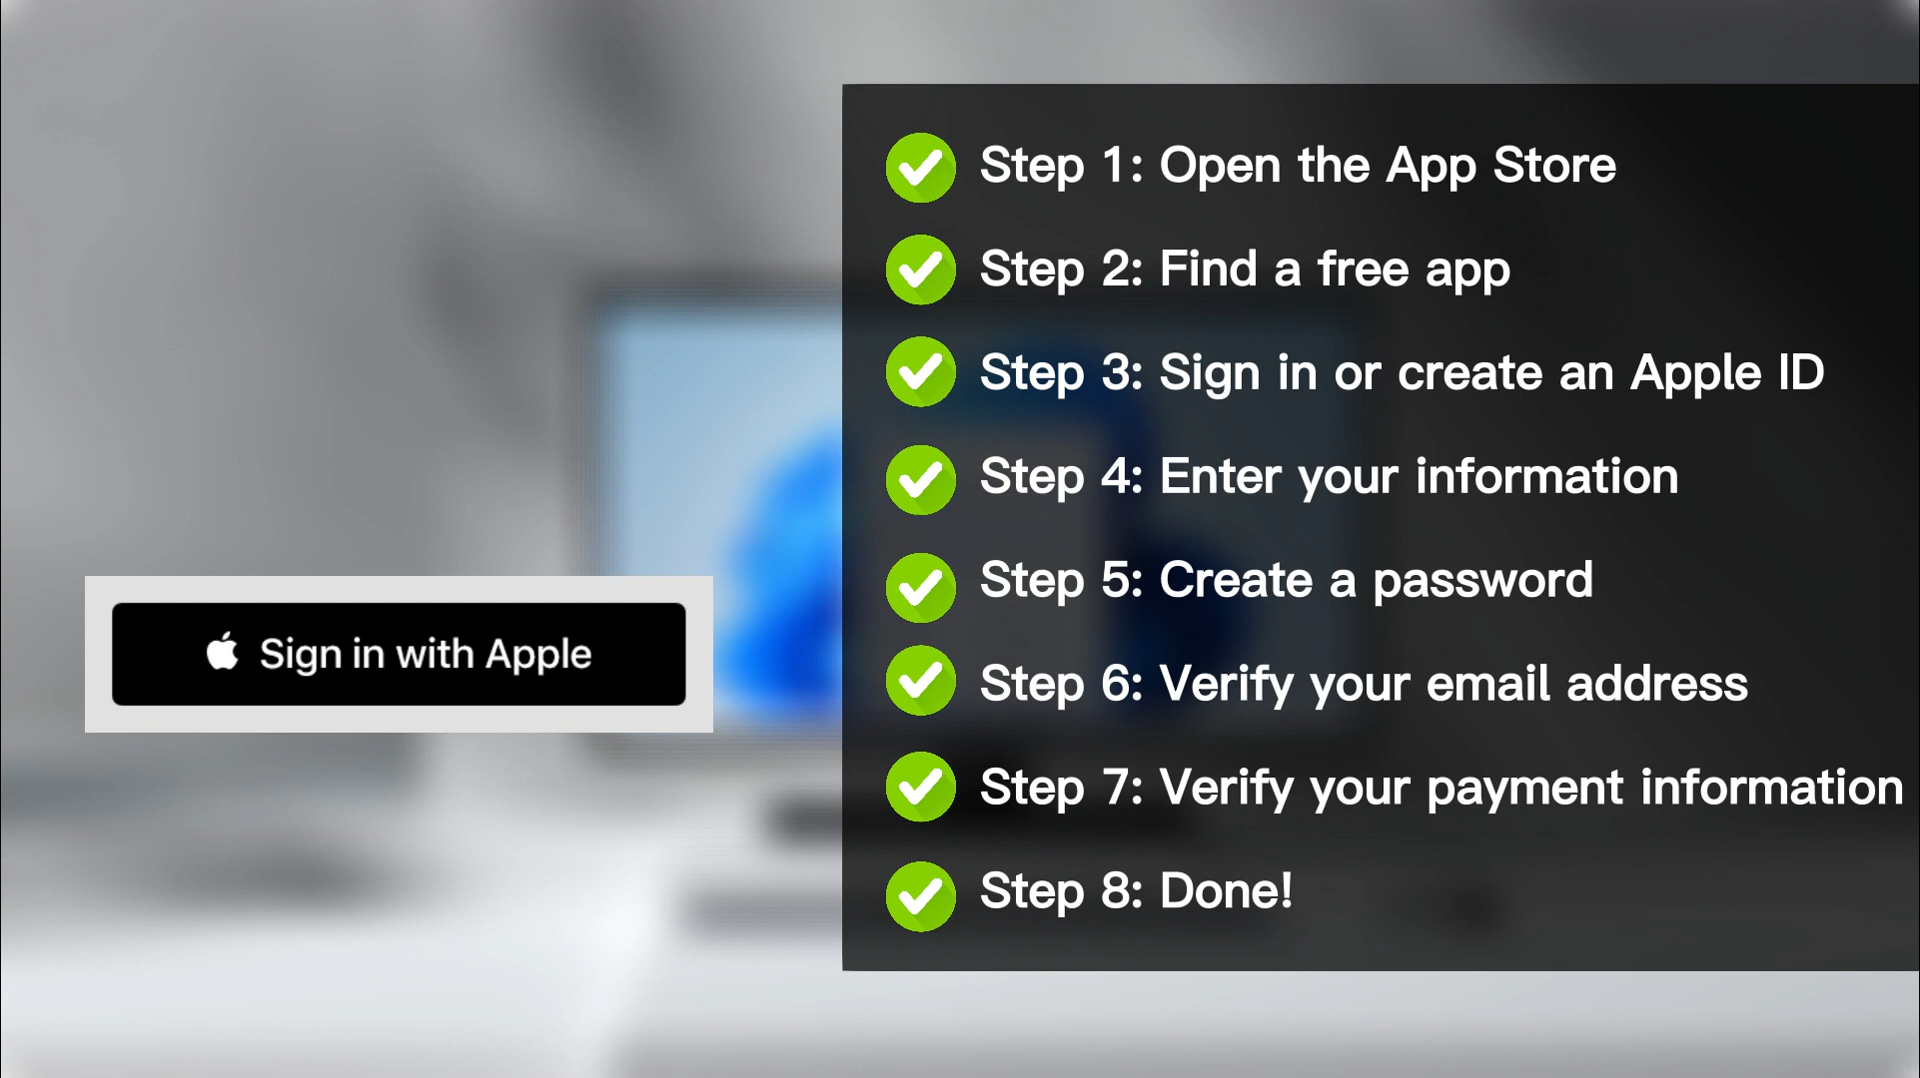 Step 1: Open the App Store
Step 2: Find a free app
Step 3: Sign in or create an Apple ID
Step 4: Enter your information
Step 5: Create a password
Step 6: Verify your email address
Step 7: Verify your payment information
Step 8: Done!
Sign in with Apple